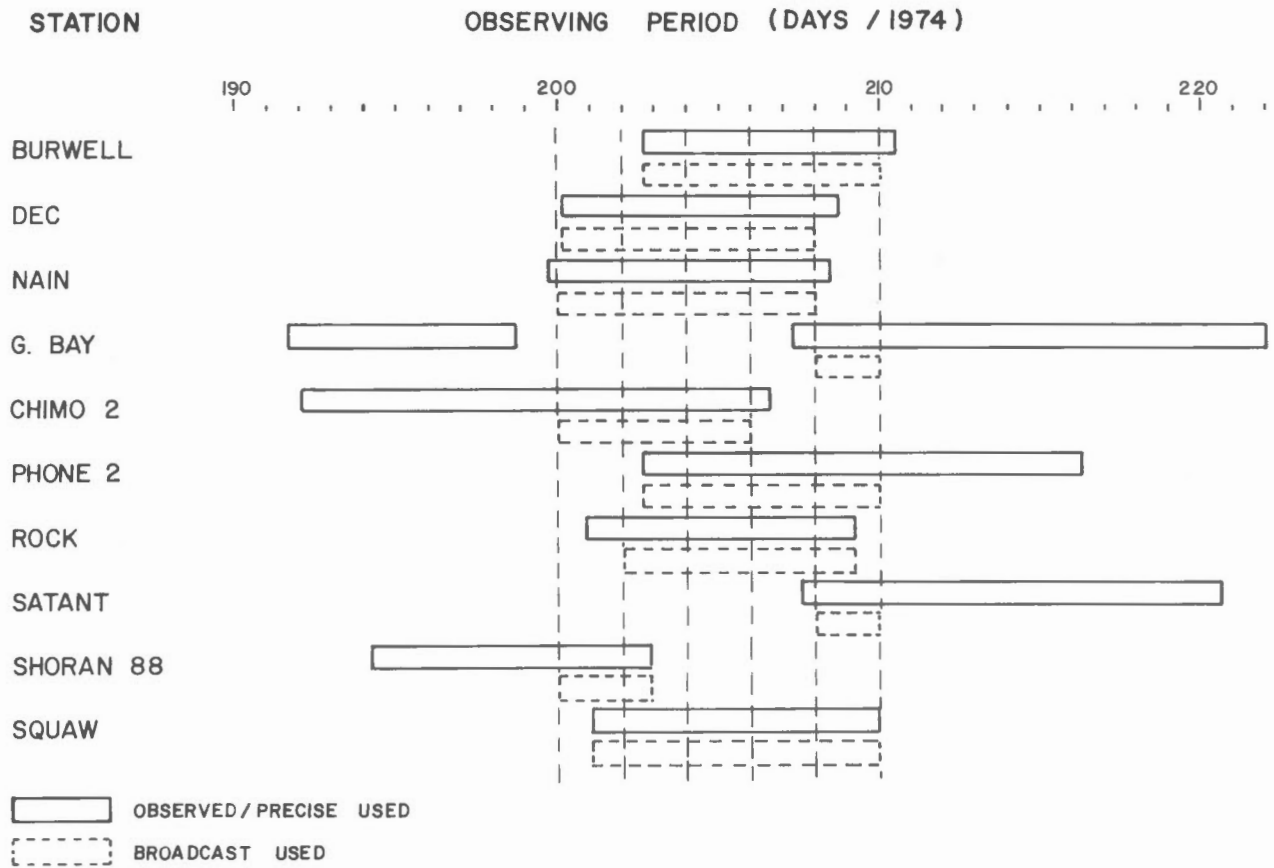 STATION OBSERVING PERIOD (DAYS / 1974)
190 200 210 220
BURWELL
DEC
NAIN
G. BAY
CHIMO 2
PHONE 2
ROCK
SATANT
SHORAN 88
SQUAW
OBSERVED / PRECISE USED
BROADCAST USED